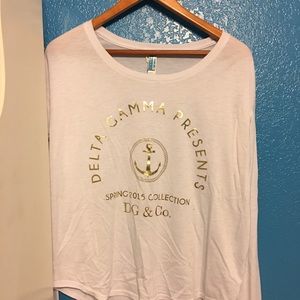 DELTA GAMMA PRESENTS
SPRING 2015 COLLECTION
DG & Co.